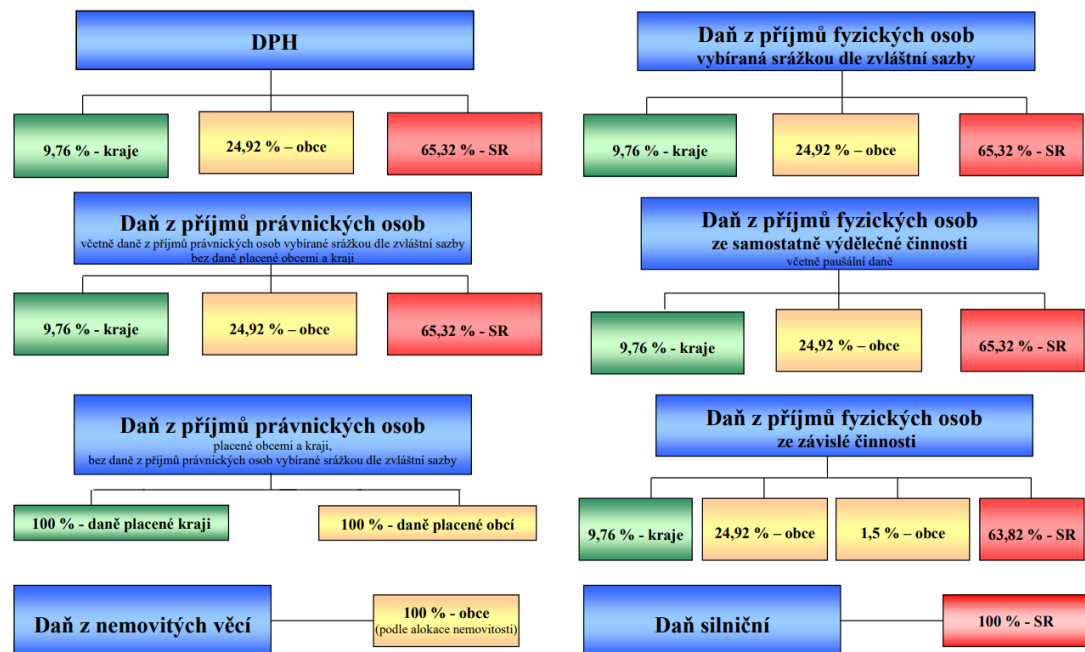 DPH
9,76 % - kraje
24,92 % – obce
65,32 % - SR
Daň z příjmů fyzických osob
vybíraná srážkou dle zvláštní sazby
9,76 % - kraje
24,92 % – obce
65,32 % - SR
Daň z příjmů právnických osob
včetně daně z příjmů právnických osob vybírané srážkou dle zvláštní sazby
bez daně placené obcemi a kraji
9,76 % - kraje
24,92 % – obce
65,32 % - SR
Daň z příjmů fyzických osob
ze samostatně výdělečné činnosti
včetně paušální daně
9,76 % - kraje
24,92 % – obce
65,32 % - SR
Daň z příjmů právnických osob
placené obcemi a kraji,
bez daně z příjmů právnických osob vybírané srážkou dle zvláštní sazby
100 % - daně placené kraji
100 % - daně placené obcí
Daň z příjmů fyzických osob
ze závislé činnosti
9,76 % - kraje
24,92 % – obce
1,5 % – obce
63,82 % - SR
Daň z nemovitých věcí
100 % - obce
(podle alokace nemovitosti)
Daň silniční
100 % - SR